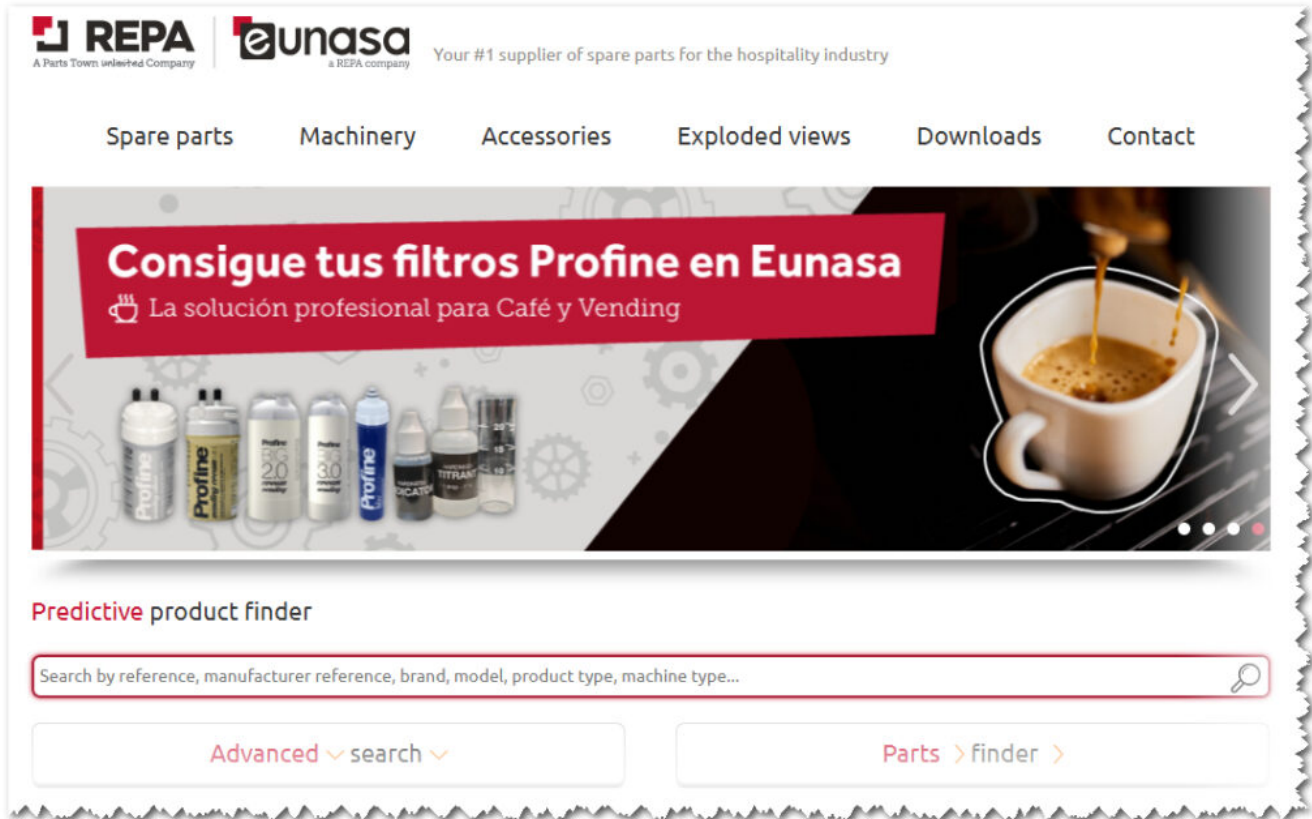 REPA
A Parts Town unlimited Company
eunasa
a REPA company
Your #1 supplier of spare parts for the hospitality industry
Spare parts Machinery Accessories Exploded views Downloads Contact
Consigue tus filtros Profine en Eunasa
La solución profesional para Café y Vending
Profine
Profine
Profine
BIG
2.0
Profine
BIG
3.0
Profine
TITRANT
20
15
10
Predictive product finder
Search by reference, manufacturer reference, brand, model, product type, machine type...
Advanced search
Parts finder